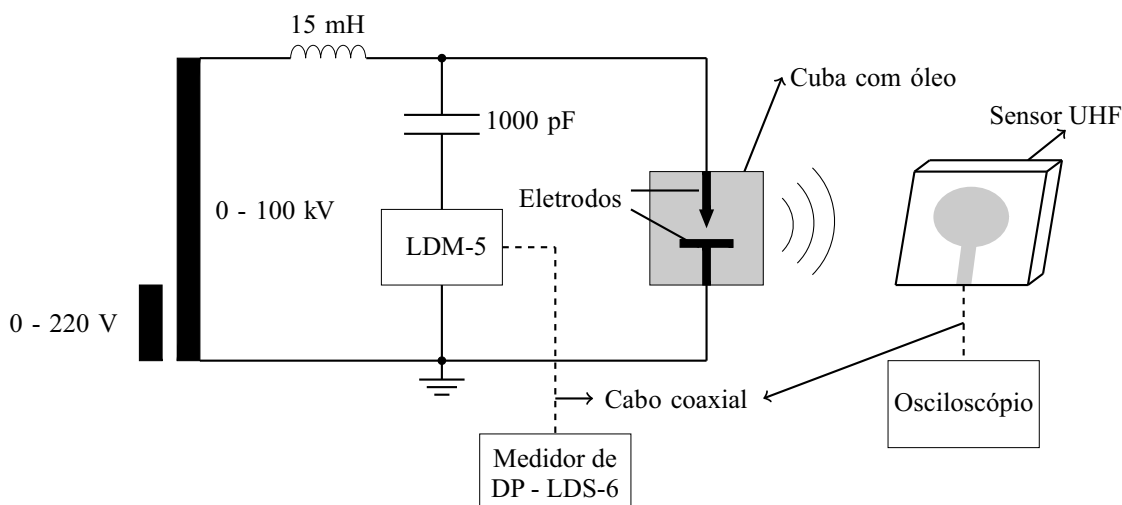 15 mH
Cuba com óleo
Sensor UHF
1000 pF
Eletrodos
0 - 100 kV
LDM-5
0 - 220 V
Cabo coaxial
Osciloscópio
Medidor de
DP - LDS-6